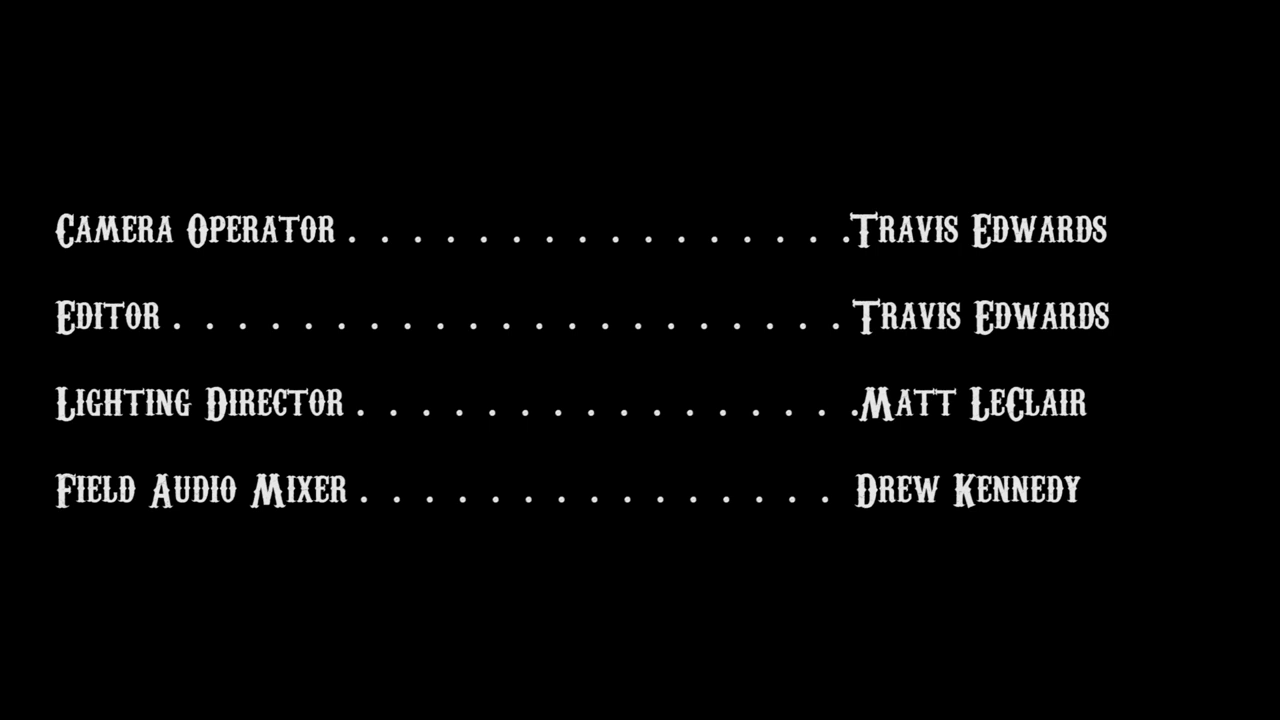 Camera Operator . . . . . . . . . . . . . . . .Travis Edwards
Editor . . . . . . . . . . . . . . . . . . . . . Travis Edwards
Lighting Director . . . . . . . . . . . . . . . .Matt LeClair
Field Audio Mixer . . . . . . . . . . . . . . . Drew Kennedy